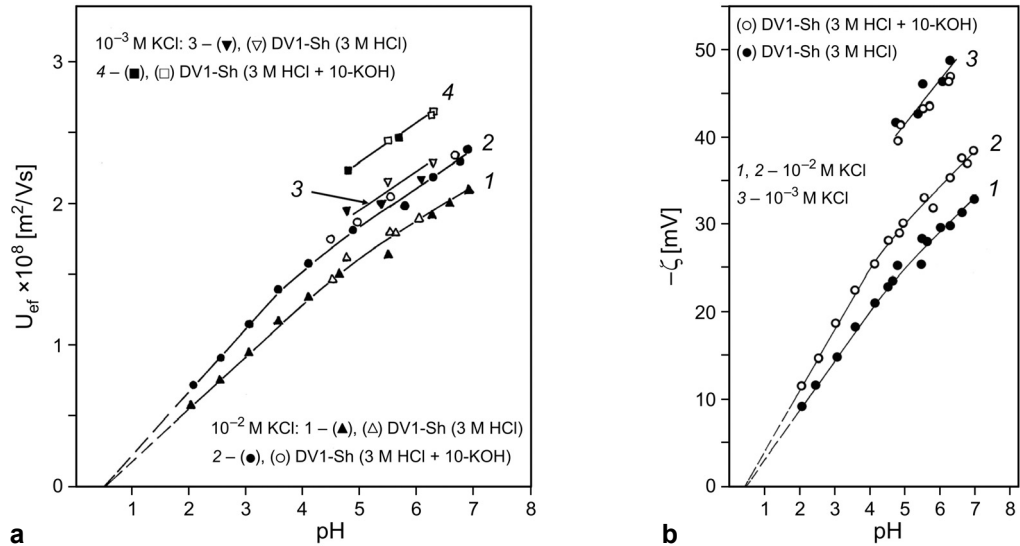 10⁻³ M KCl: 3 – (▼), (▽) DV1-Sh (3 M HCl)
4 – (■), (□) DV1-Sh (3 M HCl + 10-KOH)
4
2
3
1
3
2
1
0
U_ef ×10⁸ [m²/Vs]
10⁻² M KCl: 1 – (▲), (△) DV1-Sh (3 M HCl)
2 – (●), (○) DV1-Sh (3 M HCl + 10-KOH)
1 2 3 4 5 6 7 8
pH
a
(○) DV1-Sh (3 M HCl + 10-KOH)
(●) DV1-Sh (3 M HCl)
3
2
1
1, 2 – 10⁻² M KCl
3 – 10⁻³ M KCl
50
40
30
20
10
0
–ζ [mV]
1 2 3 4 5 6 7 8
pH
b